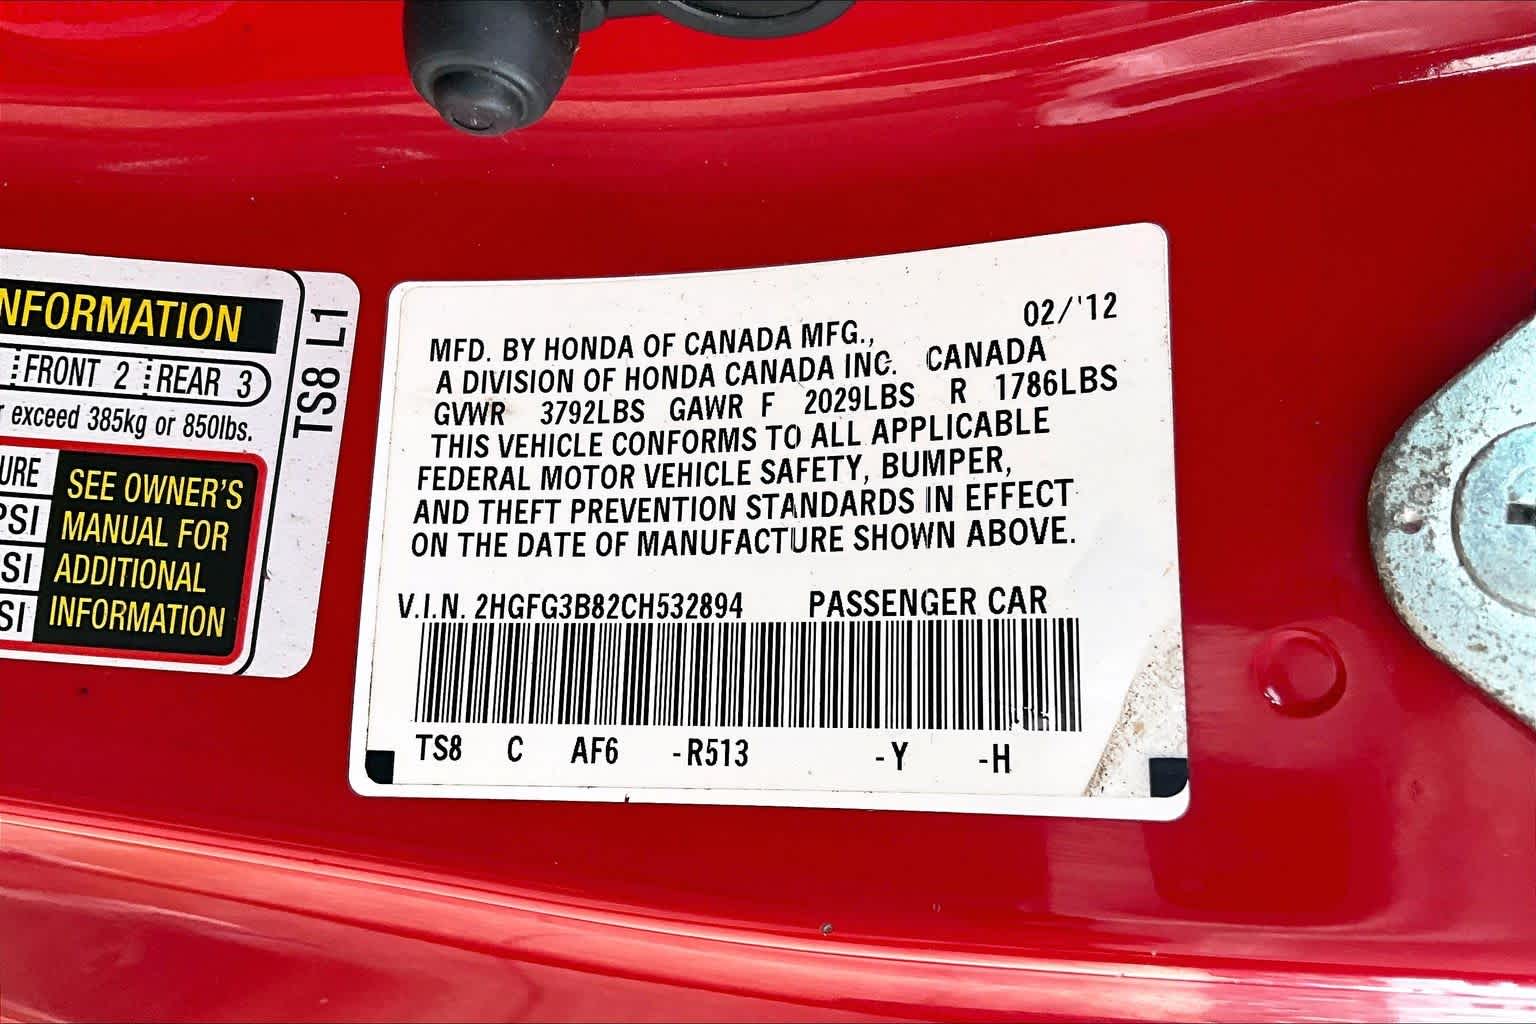 NFORMATION
FRONT 2 REAR 3
exceed 385kg or 850lbs.
URE
PSI
SI
SI
SEE OWNER'S
MANUAL FOR
ADDITIONAL
INFORMATION
TS8 L1
02/'12
MFD. BY HONDA OF CANADA MFG.,
A DIVISION OF HONDA CANADA INC. CANADA
GVWR 3792LBS GAWR F 2029LBS R 1786LBS
THIS VEHICLE CONFORMS TO ALL APPLICABLE
FEDERAL MOTOR VEHICLE SAFETY, BUMPER,
AND THEFT PREVENTION STANDARDS IN EFFECT
ON THE DATE OF MANUFACTURE SHOWN ABOVE.
V.I.N. 2HGFG3B82CH532894 PASSENGER CAR
TS8 C AF6 -R513 -Y -H